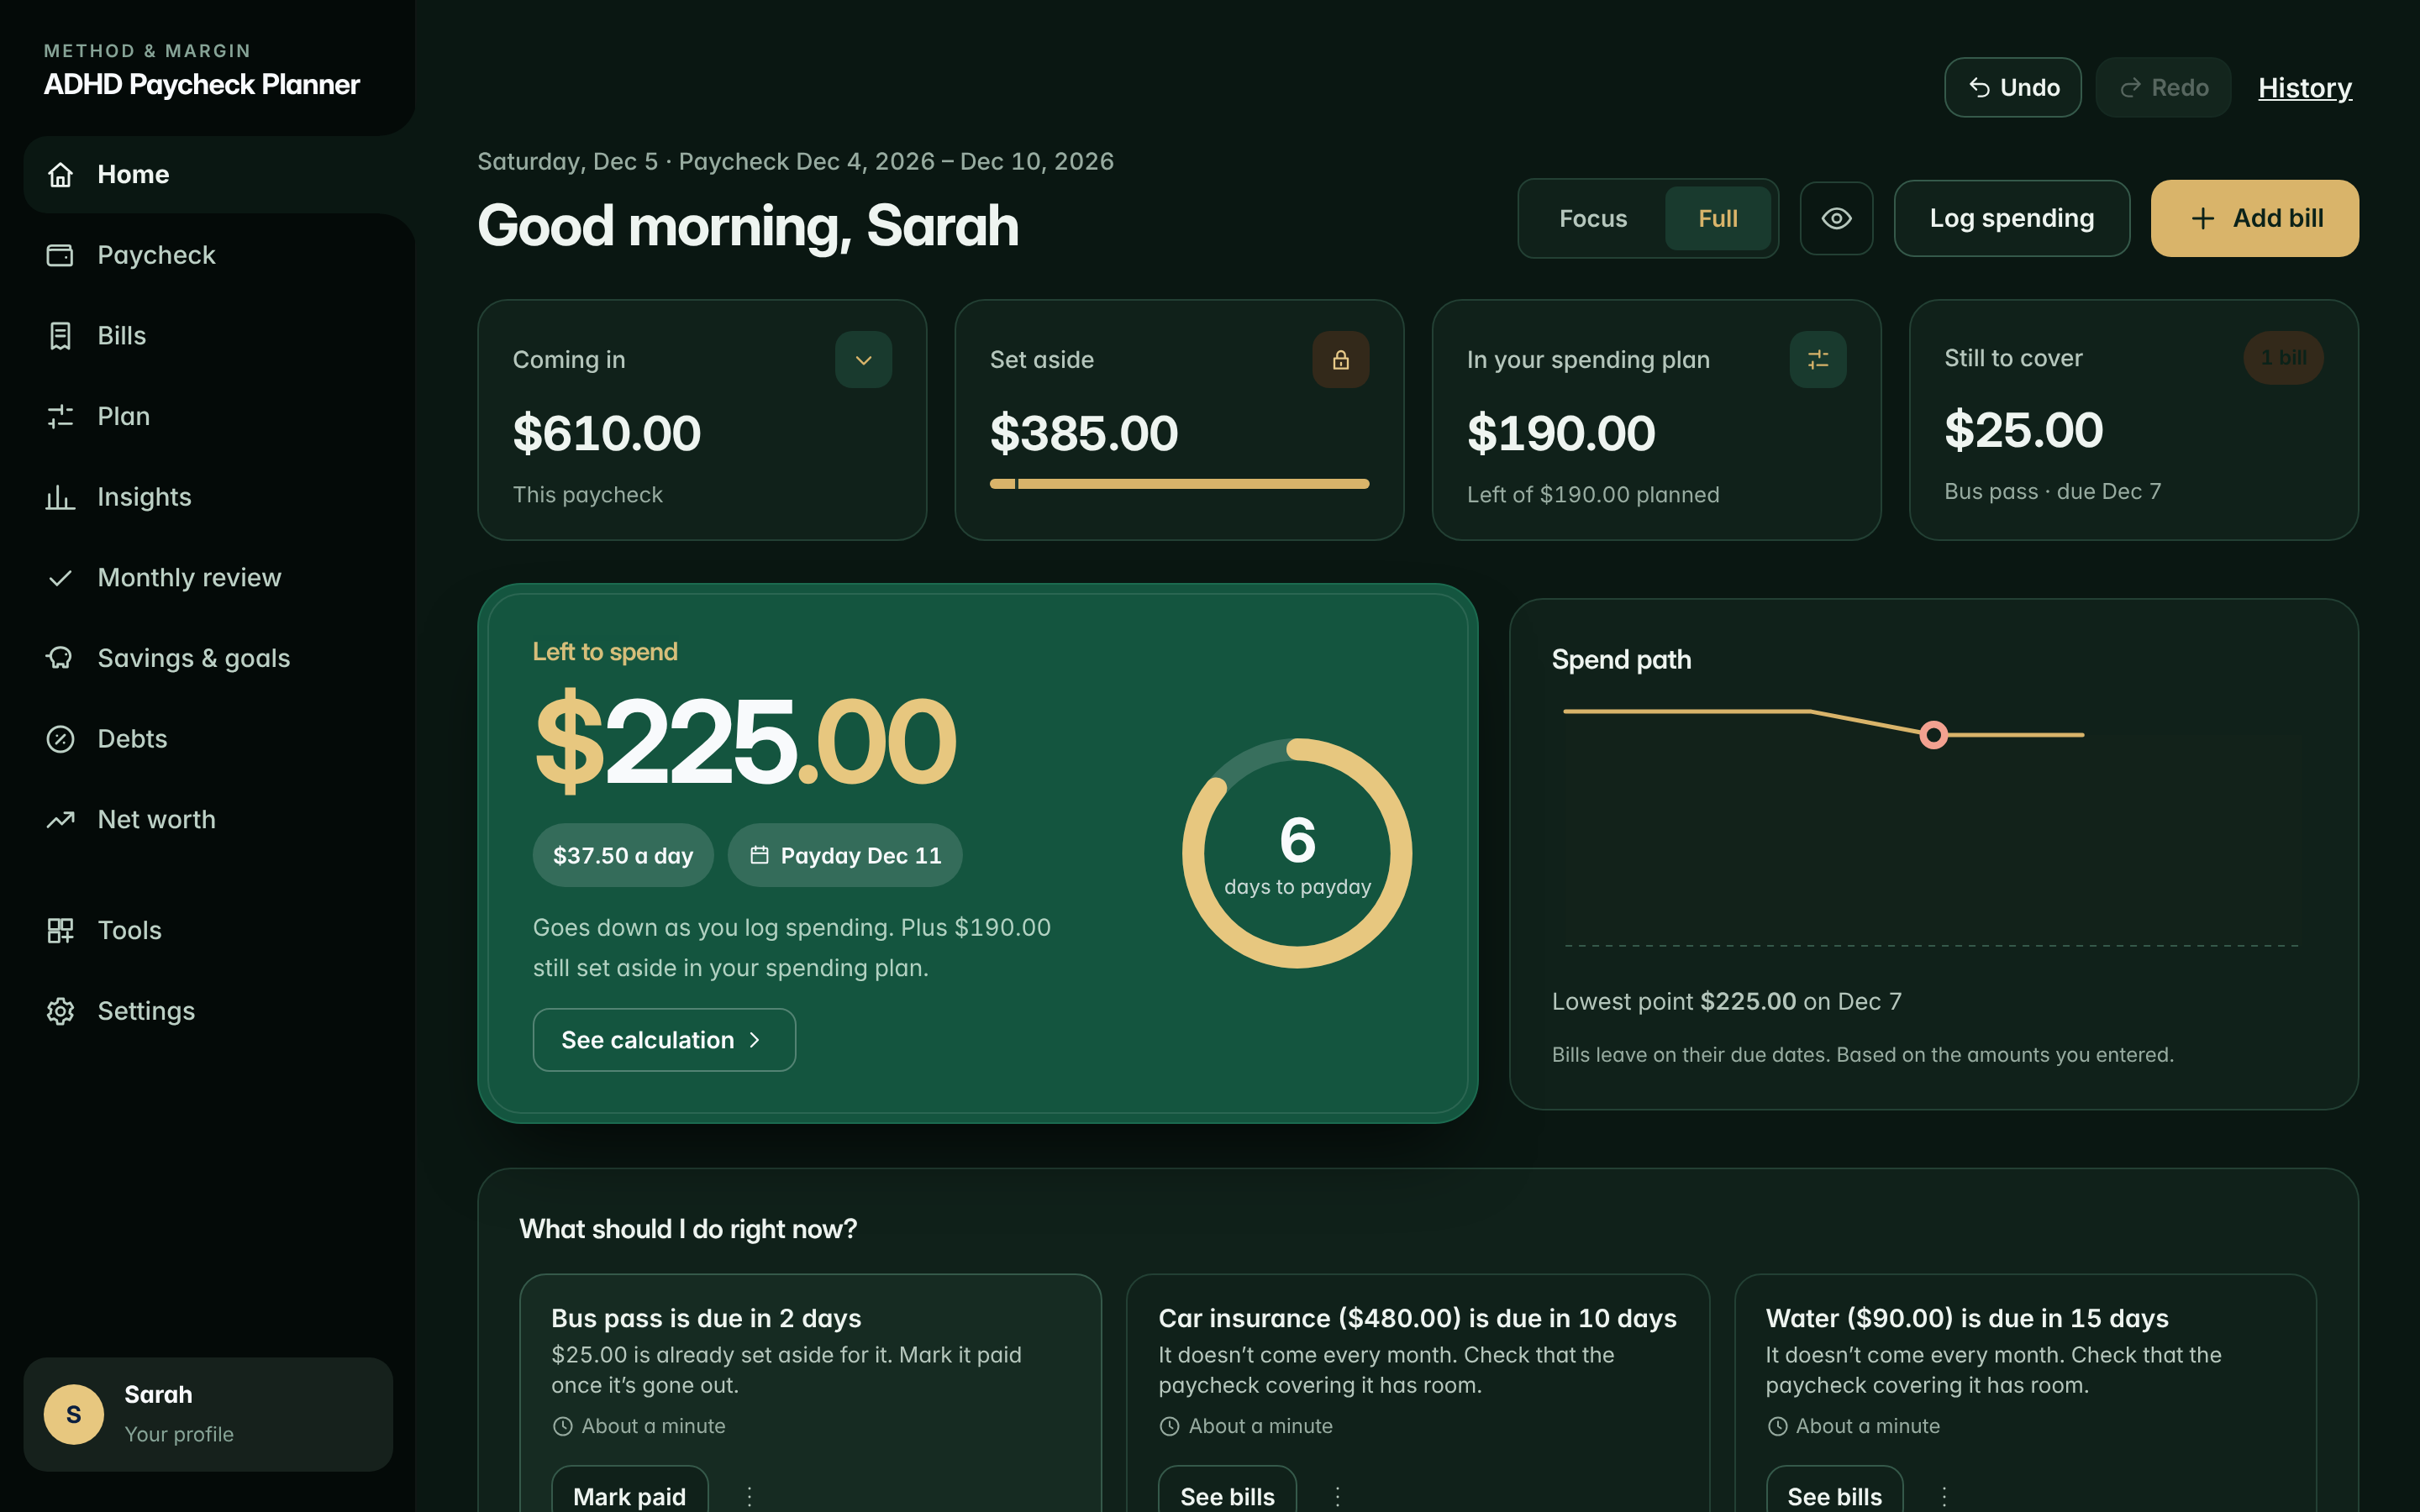 METHOD & MARGIN
ADHD Paycheck Planner
Home
Paycheck
Bills
Plan
Insights
Monthly review
Savings & goals
Debts
Net worth
Tools
Settings
S
Sarah
Your profile
Undo
Redo
History
Saturday, Dec 5 · Paycheck Dec 4, 2026 – Dec 10, 2026
Good morning, Sarah
Focus
Full
Log spending
Add bill
Coming in
$610.00
This paycheck
Set aside
$385.00
In your spending plan
$190.00
Left of $190.00 planned
Still to cover
1 bill
$25.00
Bus pass · due Dec 7
Left to spend
$225.00
$37.50 a day
Payday Dec 11
Goes down as you log spending. Plus $190.00
still set aside in your spending plan.
See calculation
6
days to payday
Spend path
Lowest point $225.00 on Dec 7
Bills leave on their due dates. Based on the amounts you entered.
What should I do right now?
Bus pass is due in 2 days
$25.00 is already set aside for it. Mark it paid
once it’s gone out.
About a minute
Mark paid
Car insurance ($480.00) is due in 10 days
It doesn’t come every month. Check that the
paycheck covering it has room.
About a minute
See bills
Water ($90.00) is due in 15 days
It doesn’t come every month. Check that the
paycheck covering it has room.
About a minute
See bills